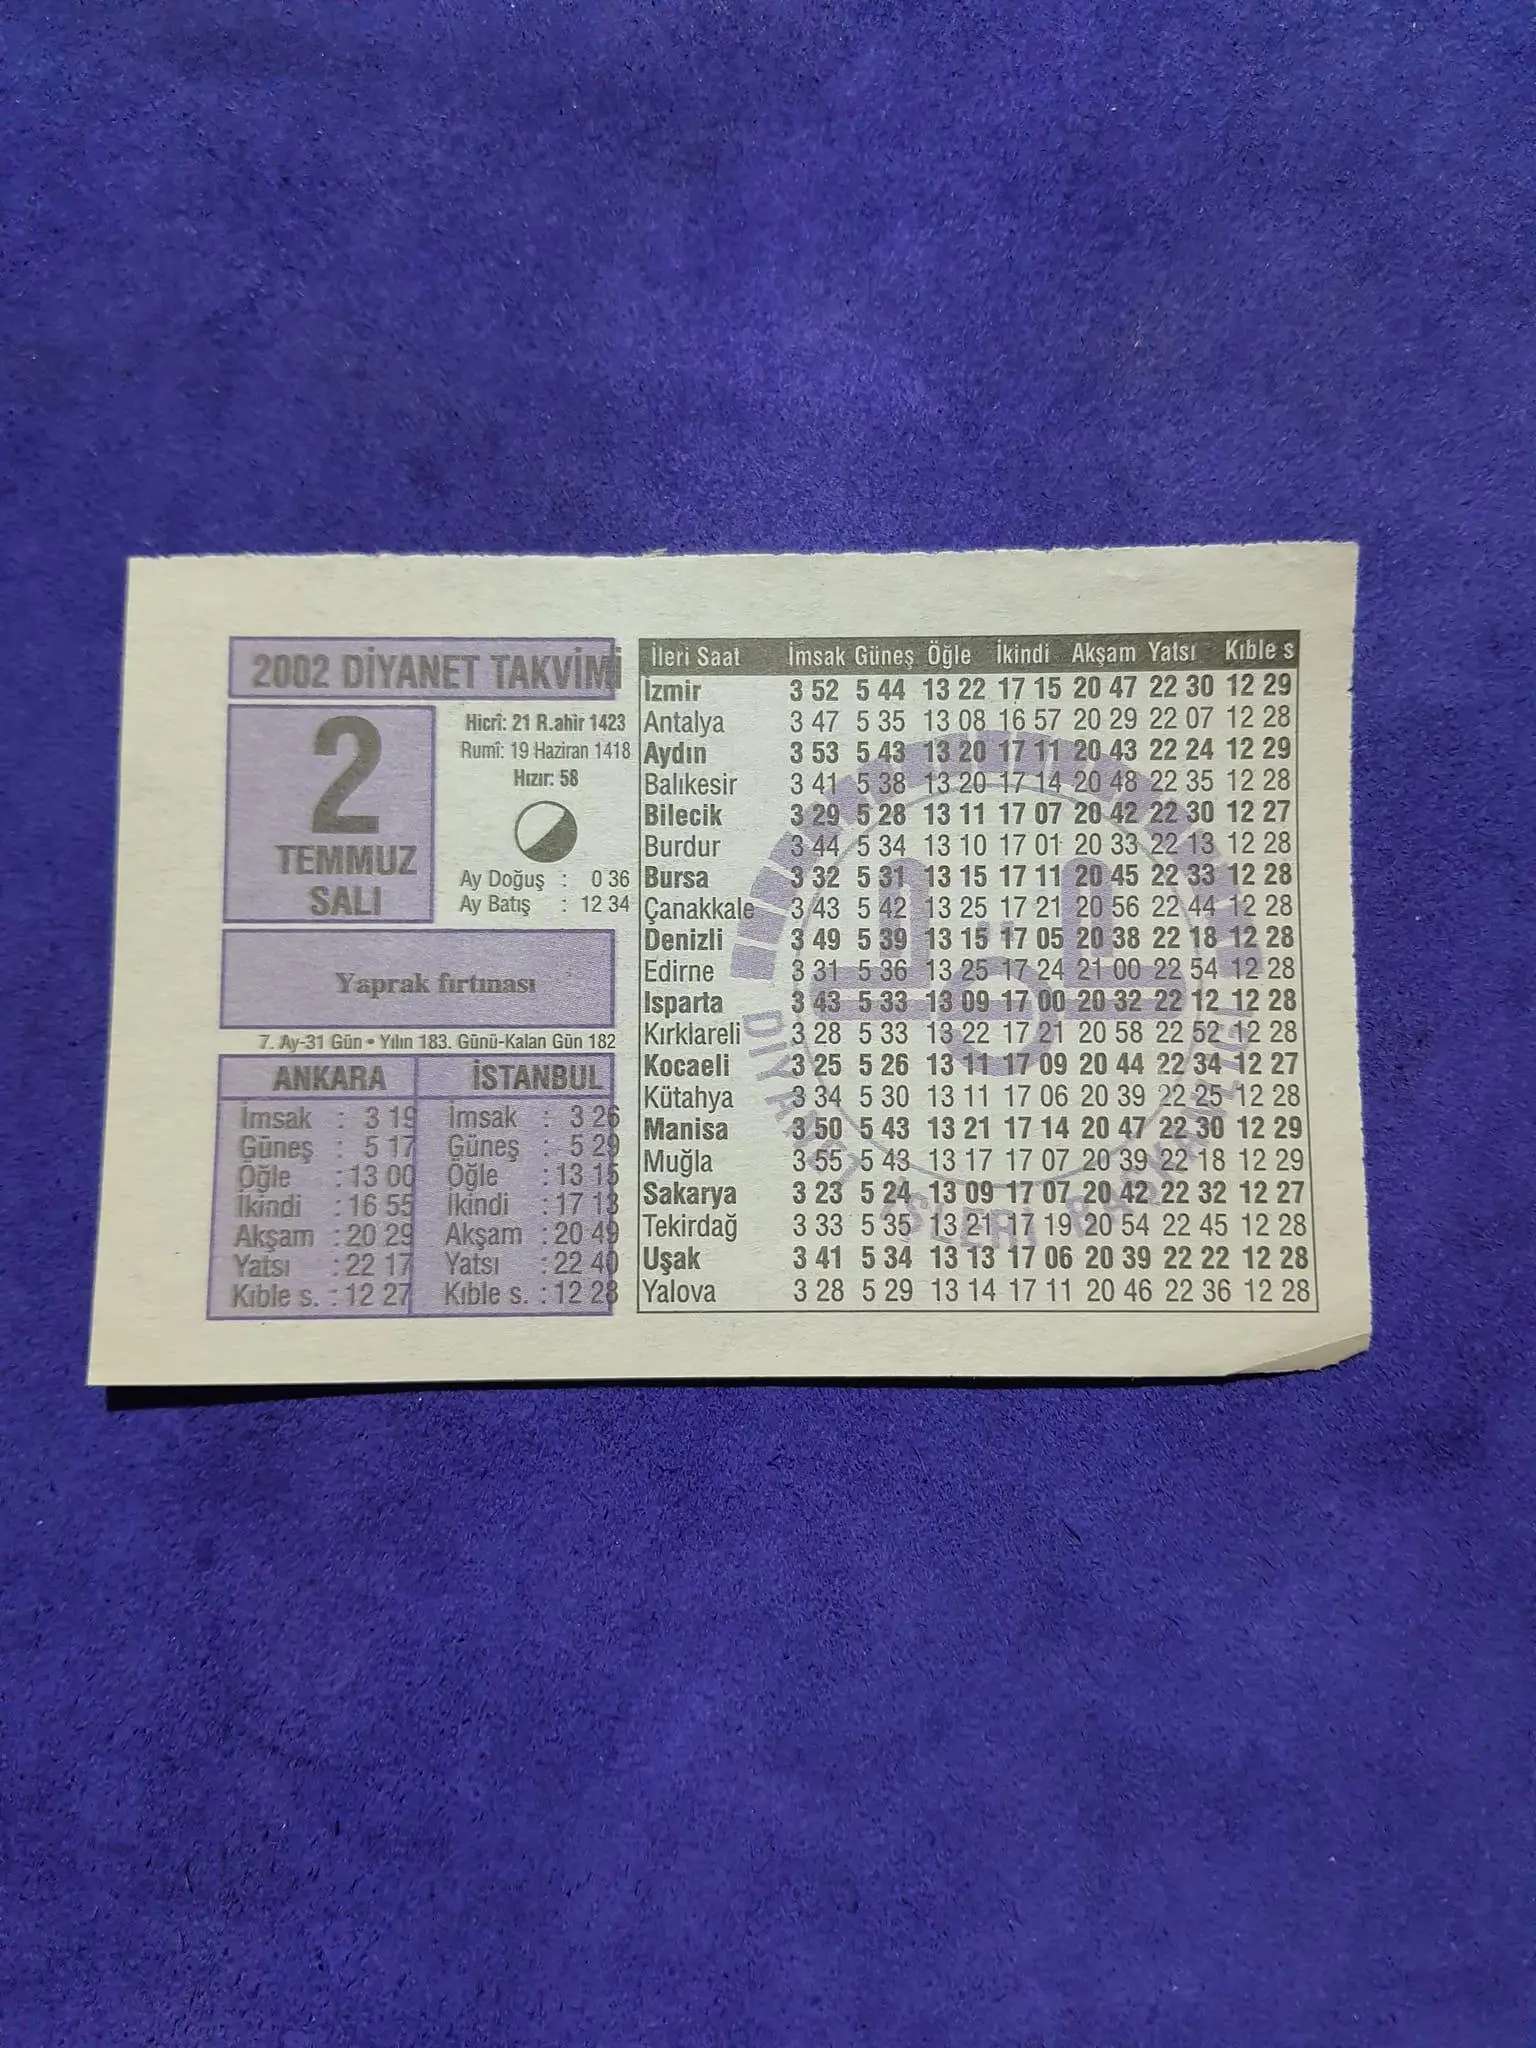 2002 DİYANET TAKVİMİ
2
TEMMUZ
SALI
Hicrî: 21 R.ahir 1423
Rumî: 19 Haziran 1418
Hızır: 58
Ay Doğuş : 0 36
Ay Batış : 12 34
Yaprak fırtınası
7. Ay-31 Gün • Yılın 183. Günü-Kalan Gün 182
ANKARA İSTANBUL
İmsak : 3 19 İmsak : 3 26
Güneş : 5 17 Güneş : 5 29
Öğle : 13 00 Öğle : 13 15
İkindi : 16 55 İkindi : 17 13
Akşam : 20 29 Akşam : 20 49
Yatsı : 22 17 Yatsı : 22 40
Kıble s. : 12 27 Kıble s. : 12 28
İleri Saat İmsak Güneş Öğle İkindi Akşam Yatsı Kıble s
İzmir 3 52 5 44 13 22 17 15 20 47 22 30 12 29
Antalya 3 47 5 35 13 08 16 57 20 29 22 07 12 28
Aydın 3 53 5 43 13 20 17 11 20 43 22 24 12 29
Balıkesir 3 41 5 38 13 20 17 14 20 48 22 35 12 28
Bilecik 3 29 5 28 13 11 17 07 20 42 22 30 12 27
Burdur 3 44 5 34 13 10 17 01 20 33 22 13 12 28
Bursa 3 32 5 31 13 15 17 11 20 45 22 33 12 28
Çanakkale 3 43 5 42 13 25 17 21 20 56 22 44 12 28
Denizli 3 49 5 39 13 15 17 05 20 38 22 18 12 28
Edirne 3 31 5 36 13 25 17 24 21 00 22 54 12 28
Isparta 3 43 5 33 13 09 17 00 20 32 22 12 12 28
Kırklareli 3 28 5 33 13 22 17 21 20 58 22 52 12 28
Kocaeli 3 25 5 26 13 11 17 09 20 44 22 34 12 27
Kütahya 3 34 5 30 13 11 17 06 20 39 22 25 12 28
Manisa 3 50 5 43 13 21 17 14 20 47 22 30 12 29
Muğla 3 55 5 43 13 17 17 07 20 39 22 18 12 29
Sakarya 3 23 5 24 13 09 17 07 20 42 22 32 12 27
Tekirdağ 3 33 5 35 13 21 17 19 20 54 22 45 12 28
Uşak 3 41 5 34 13 13 17 06 20 39 22 22 12 28
Yalova 3 28 5 29 13 14 17 11 20 46 22 36 12 28
DİYANET İŞLERİ